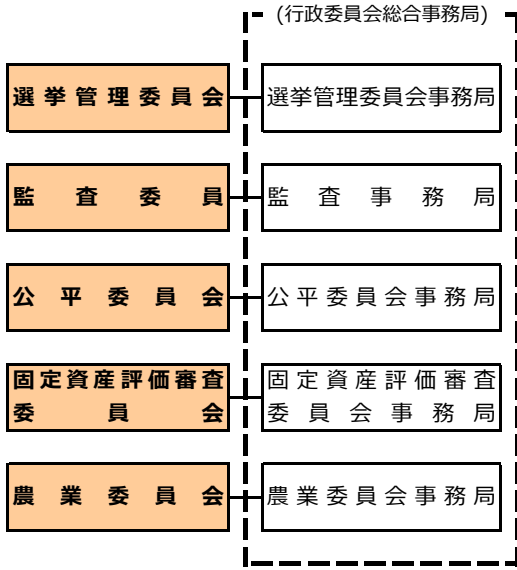 (行政委員会総合事務局)
選挙管理委員会
選挙管理委員会事務局
監査委員
監査事務局
公平委員会
公平委員会事務局
固定資産評価審査
委員会
固定資産評価審査
委員会事務局
農業委員会
農業委員会事務局